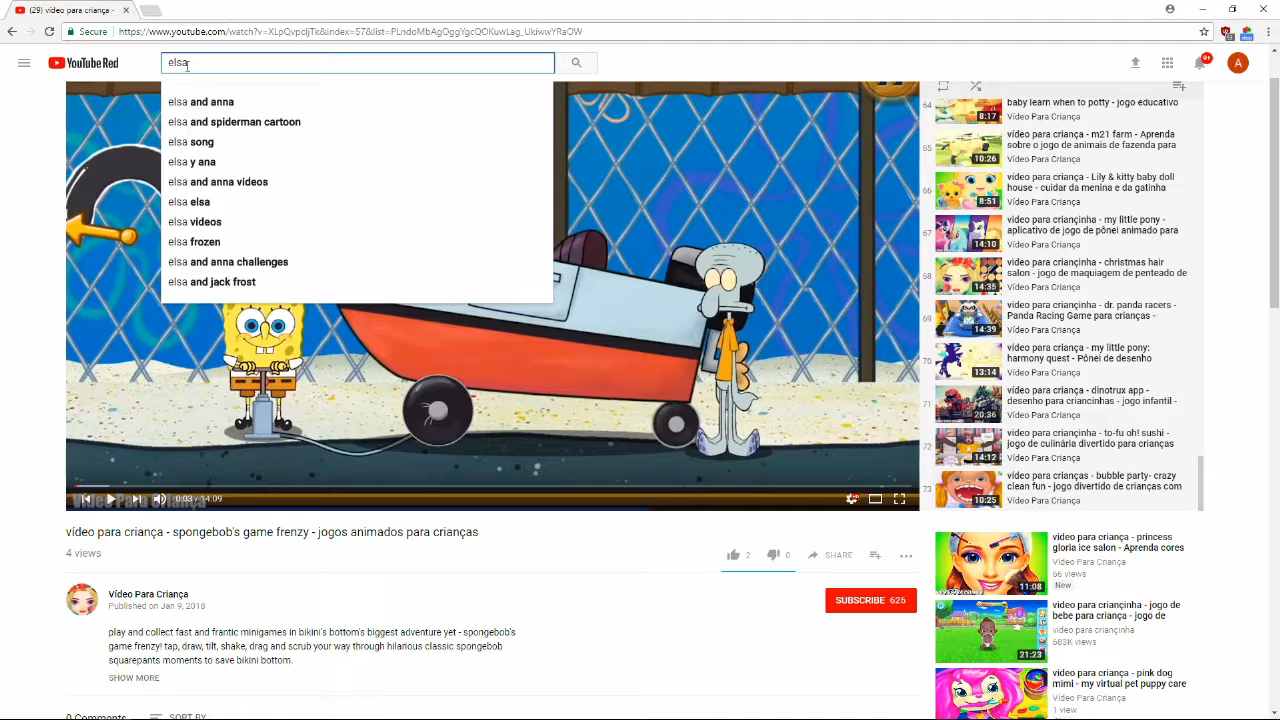 (29) vídeo para criança -
Secure
https://www.youtube.com/watch?v=XLpQvpcJjTk&index=57&list=PLndoMbAgOggYgcQOKuwLag_UkiwwYRaOW
YouTube Red
elsa
9+
A
elsa and anna
elsa and spiderman cartoon
elsa song
elsa y ana
elsa and anna videos
elsa elsa
elsa videos
elsa frozen
elsa and anna challenges
elsa and jack frost
0:03 / 14:09
HD
Vídeo Para Criança
vídeo para criança - spongebob's game frenzy - jogos animados para crianças
4 views
2
0
SHARE
Vídeo Para Criança
Published on Jan 9, 2018
SUBSCRIBE 625
play and collect fast and frantic minigames in bikini's bottom's biggest adventure yet - spongebob's
game frenzy! tap, draw, tilt, shake, drag and scrub your way through hilarious classic spongebob
squarepants moments to save bikini bottom.
SHOW MORE
0 Comments
SORT BY
64
baby learn when to potty - jogo educativo
Vídeo Para Criança
8:17
65
vídeo para criança - m21 farm - Aprenda
sobre o jogo de animais de fazenda para
Vídeo Para Criança
10:26
66
vídeo para criança - Lily & kitty baby doll
house - cuidar da menina e da gatinha
Vídeo Para Criança
8:51
67
vídeo para criançinha - my little pony -
aplicativo de jogo de pônei animado para
Vídeo Para Criança
14:10
68
vídeo para criançinha - christmas hair
salon - jogo de maquiagem de penteado de
Vídeo Para Criança
14:35
69
vídeo para criançinha - dr. panda racers -
Panda Racing Game para crianças -
Vídeo Para Criança
14:39
70
vídeo para criança - my little pony:
harmony quest - Pônei de desenho
Vídeo Para Criança
13:14
71
vídeo para criança - dinotrux app -
desenho para criancinhas - jogo infantil -
Vídeo Para Criança
20:36
72
vídeo para criança - to-fu oh! sushi -
jogo de culinária divertido para crianças
Vídeo Para Criança
14:12
73
vídeo para crianças - bubble party- crazy
clean fun - jogo divertido de crianças com
Vídeo Para Criança
10:25
vídeo para criança - princess
gloria ice salon - Aprenda cores
Vídeo Para Criança
66 views
New
11:08
vídeo para criançinha - jogo de
bebe para criança - jogo de
vídeo para criançinha
683K views
21:23
vídeo para criança - pink dog
mimi - my virtual pet puppy care
Vídeo Para Criança
1 view